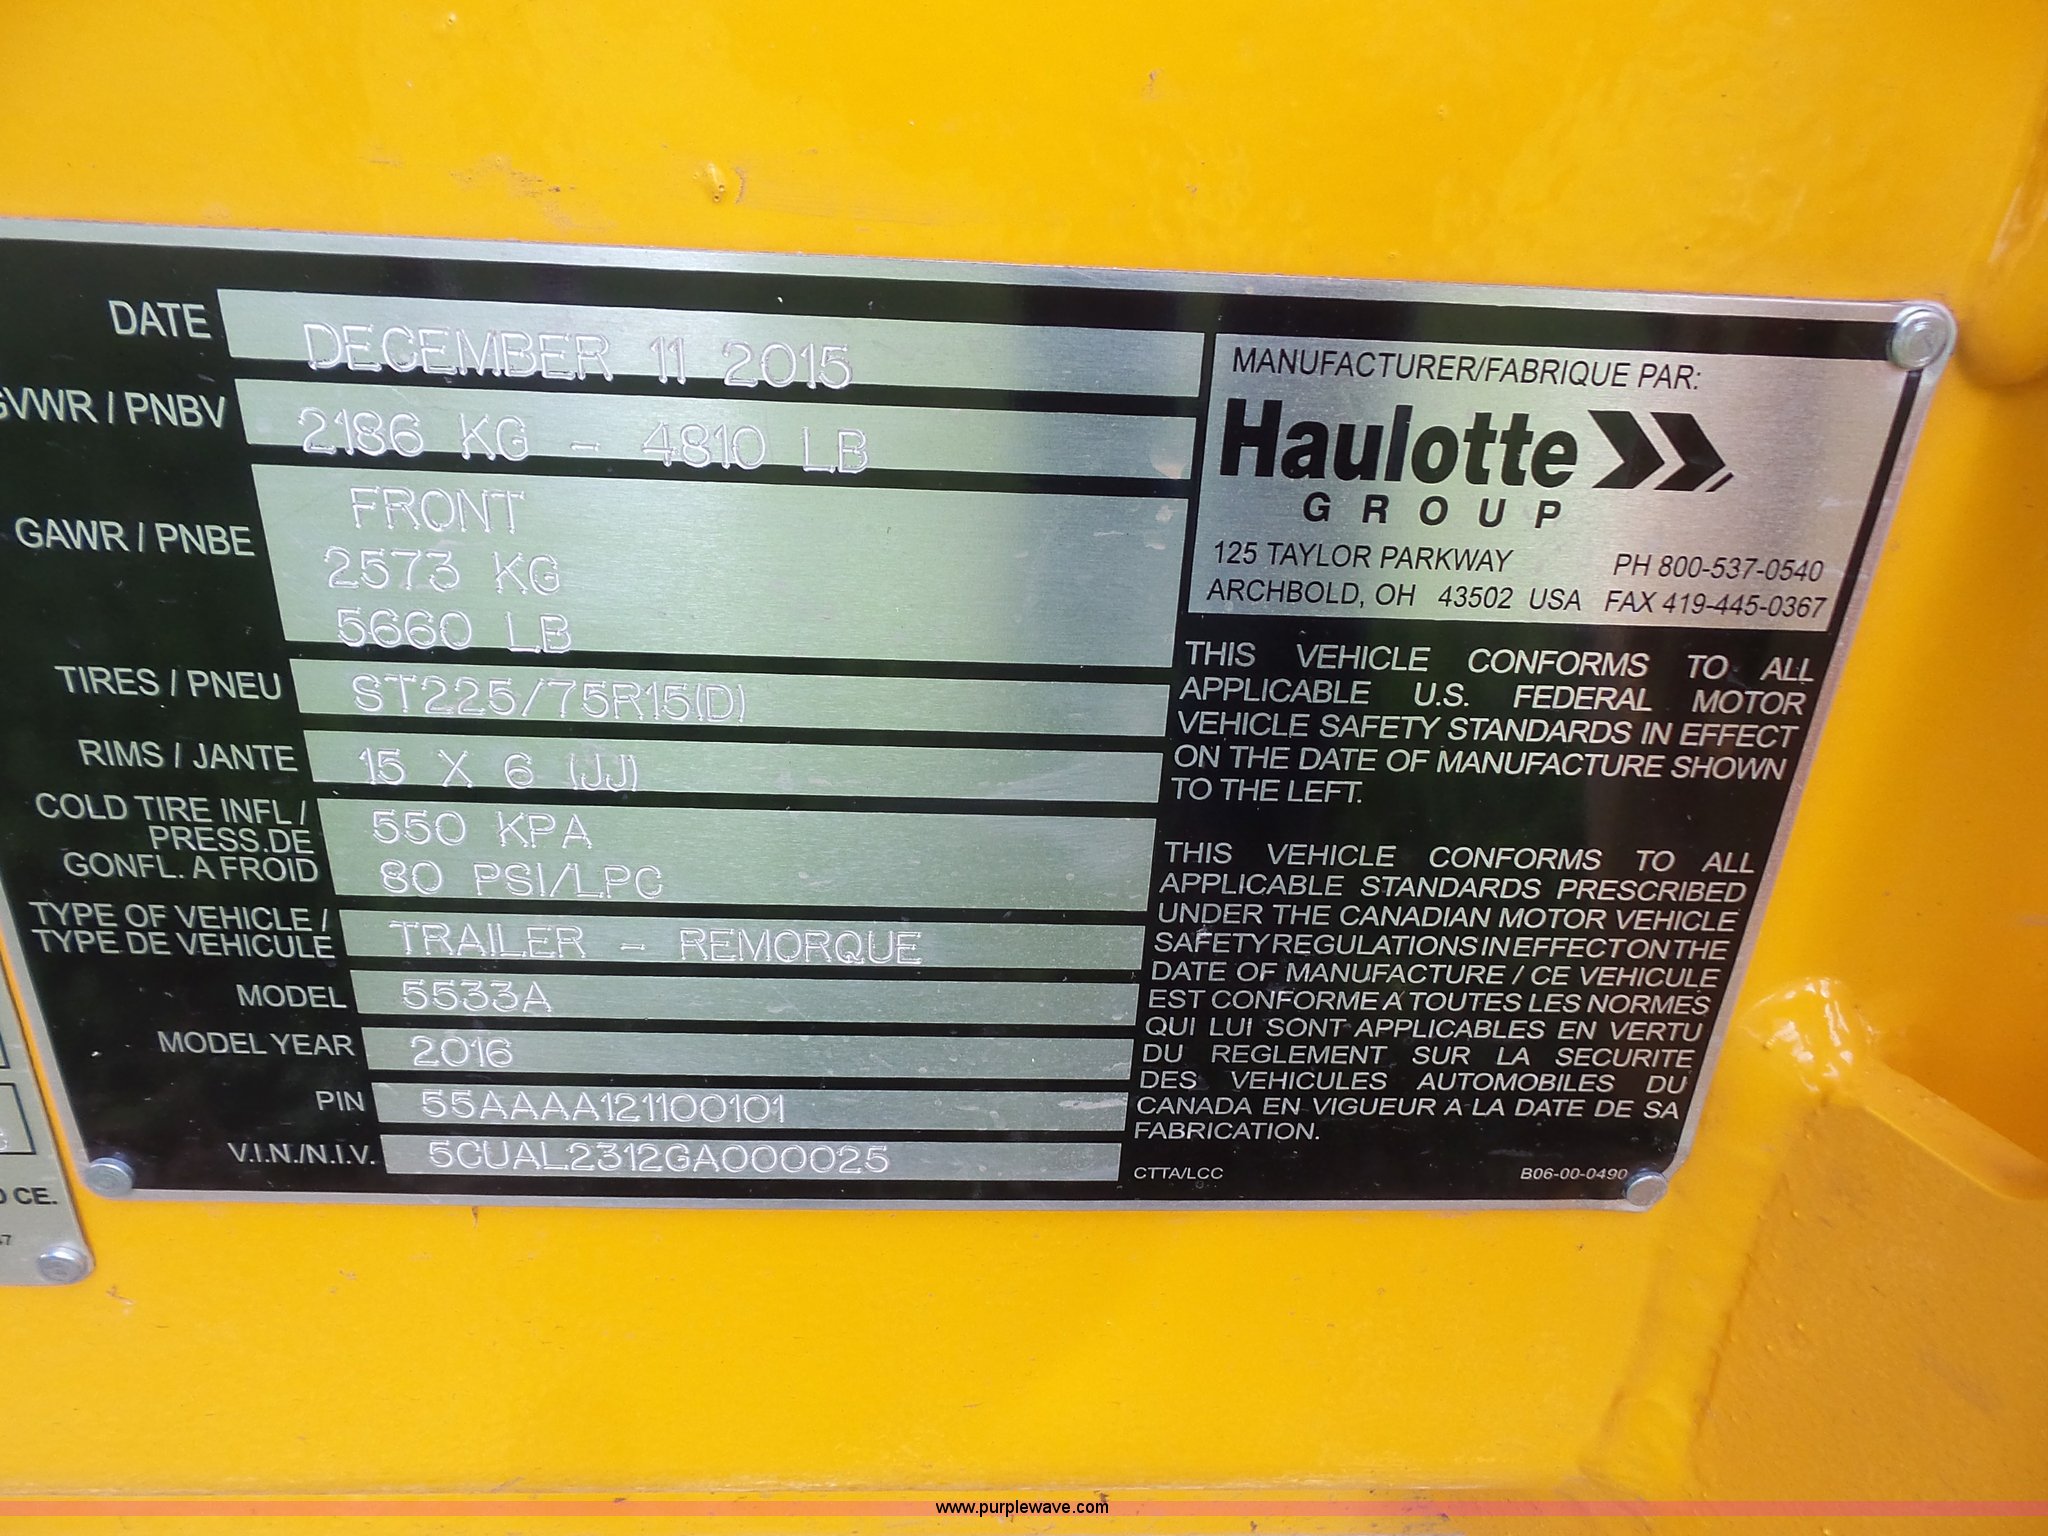 DATE DECEMBER 11 2015
GVWR / PNBV 2186 KG - 4810 LB
GAWR / PNBE
FRONT
2573 KG
5660 LB
TIRES / PNEU ST225/75R15(D)
RIMS / JANTE 15 X 6 (JJ)
COLD TIRE INFL /
PRESS.DE
GONFL. A FROID
550 KPA
80 PSI/LPC
TYPE OF VEHICLE /
TYPE DE VEHICULE
TRAILER - REMORQUE
MODEL 5533A
MODEL YEAR 2016
PIN 55AAAA121100101
V.I.N./N.I.V. 5CUAL2312GA000025
MANUFACTURER/FABRIQUE PAR:
Haulotte
GROUP
125 TAYLOR PARKWAY PH 800-537-0540
ARCHBOLD, OH 43502 USA FAX 419-445-0367
THIS VEHICLE CONFORMS TO ALL
APPLICABLE U.S. FEDERAL MOTOR
VEHICLE SAFETY STANDARDS IN EFFECT
ON THE DATE OF MANUFACTURE SHOWN
TO THE LEFT.
THIS VEHICLE CONFORMS TO ALL
APPLICABLE STANDARDS PRESCRIBED
UNDER THE CANADIAN MOTOR VEHICLE
SAFETY REGULATIONS IN EFFECT ON THE
DATE OF MANUFACTURE / CE VEHICULE
EST CONFORME A TOUTES LES NORMES
QUI LUI SONT APPLICABLES EN VERTU
DU REGLEMENT SUR LA SECURITE
DES VEHICULES AUTOMOBILES DU
CANADA EN VIGUEUR A LA DATE DE SA
FABRICATION.
CTTA/LCC B06-00-0490
CE.
www.purplewave.com